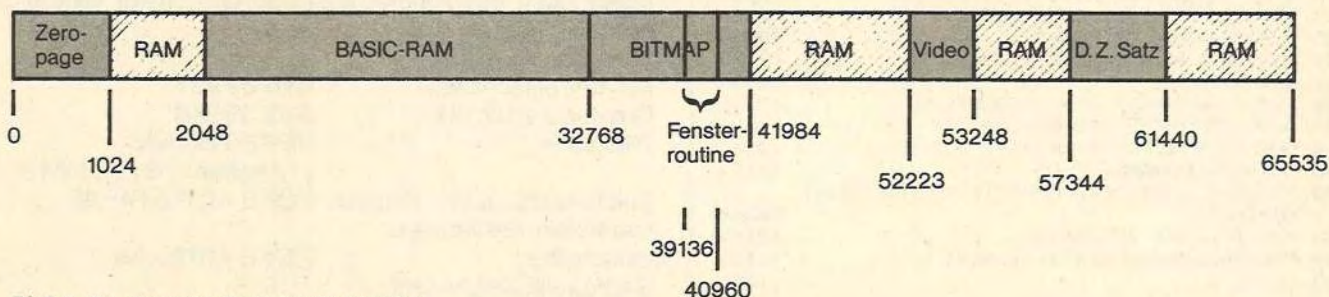 Zero-
page
RAM
BASIC-RAM
BITMAP
RAM
Video
RAM
D.Z. Satz
RAM
0
1024
2048
32768
Fenster-
routine
41984
52223
53248
57344
61440
65535
39136
40960